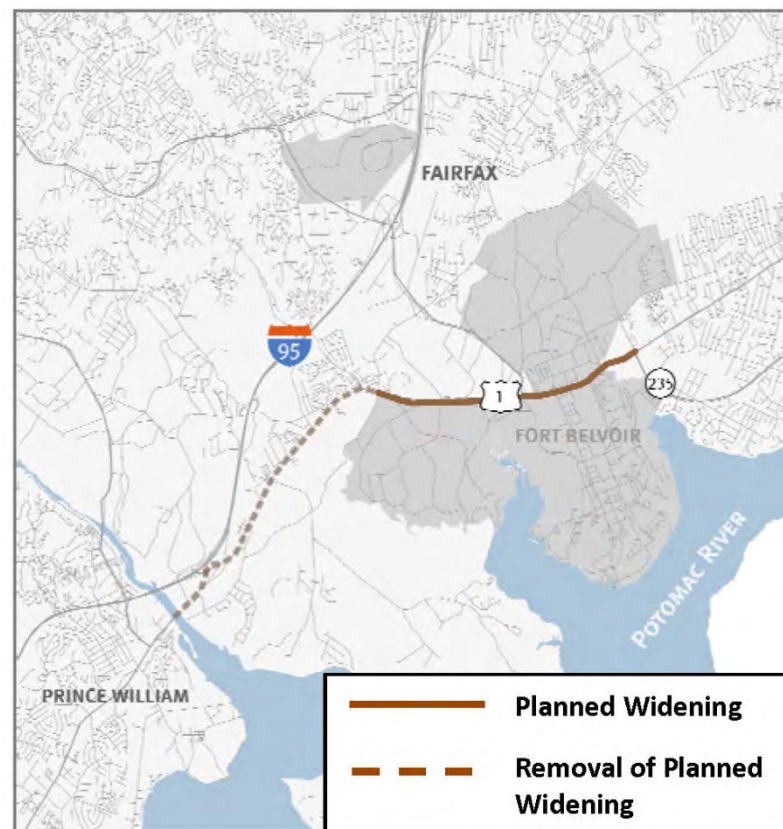 FAIRFAX
95
1
235
FORT BELVOIR
POTOMAC RIVER
PRINCE WILLIAM
Planned Widening
Removal of Planned
Widening